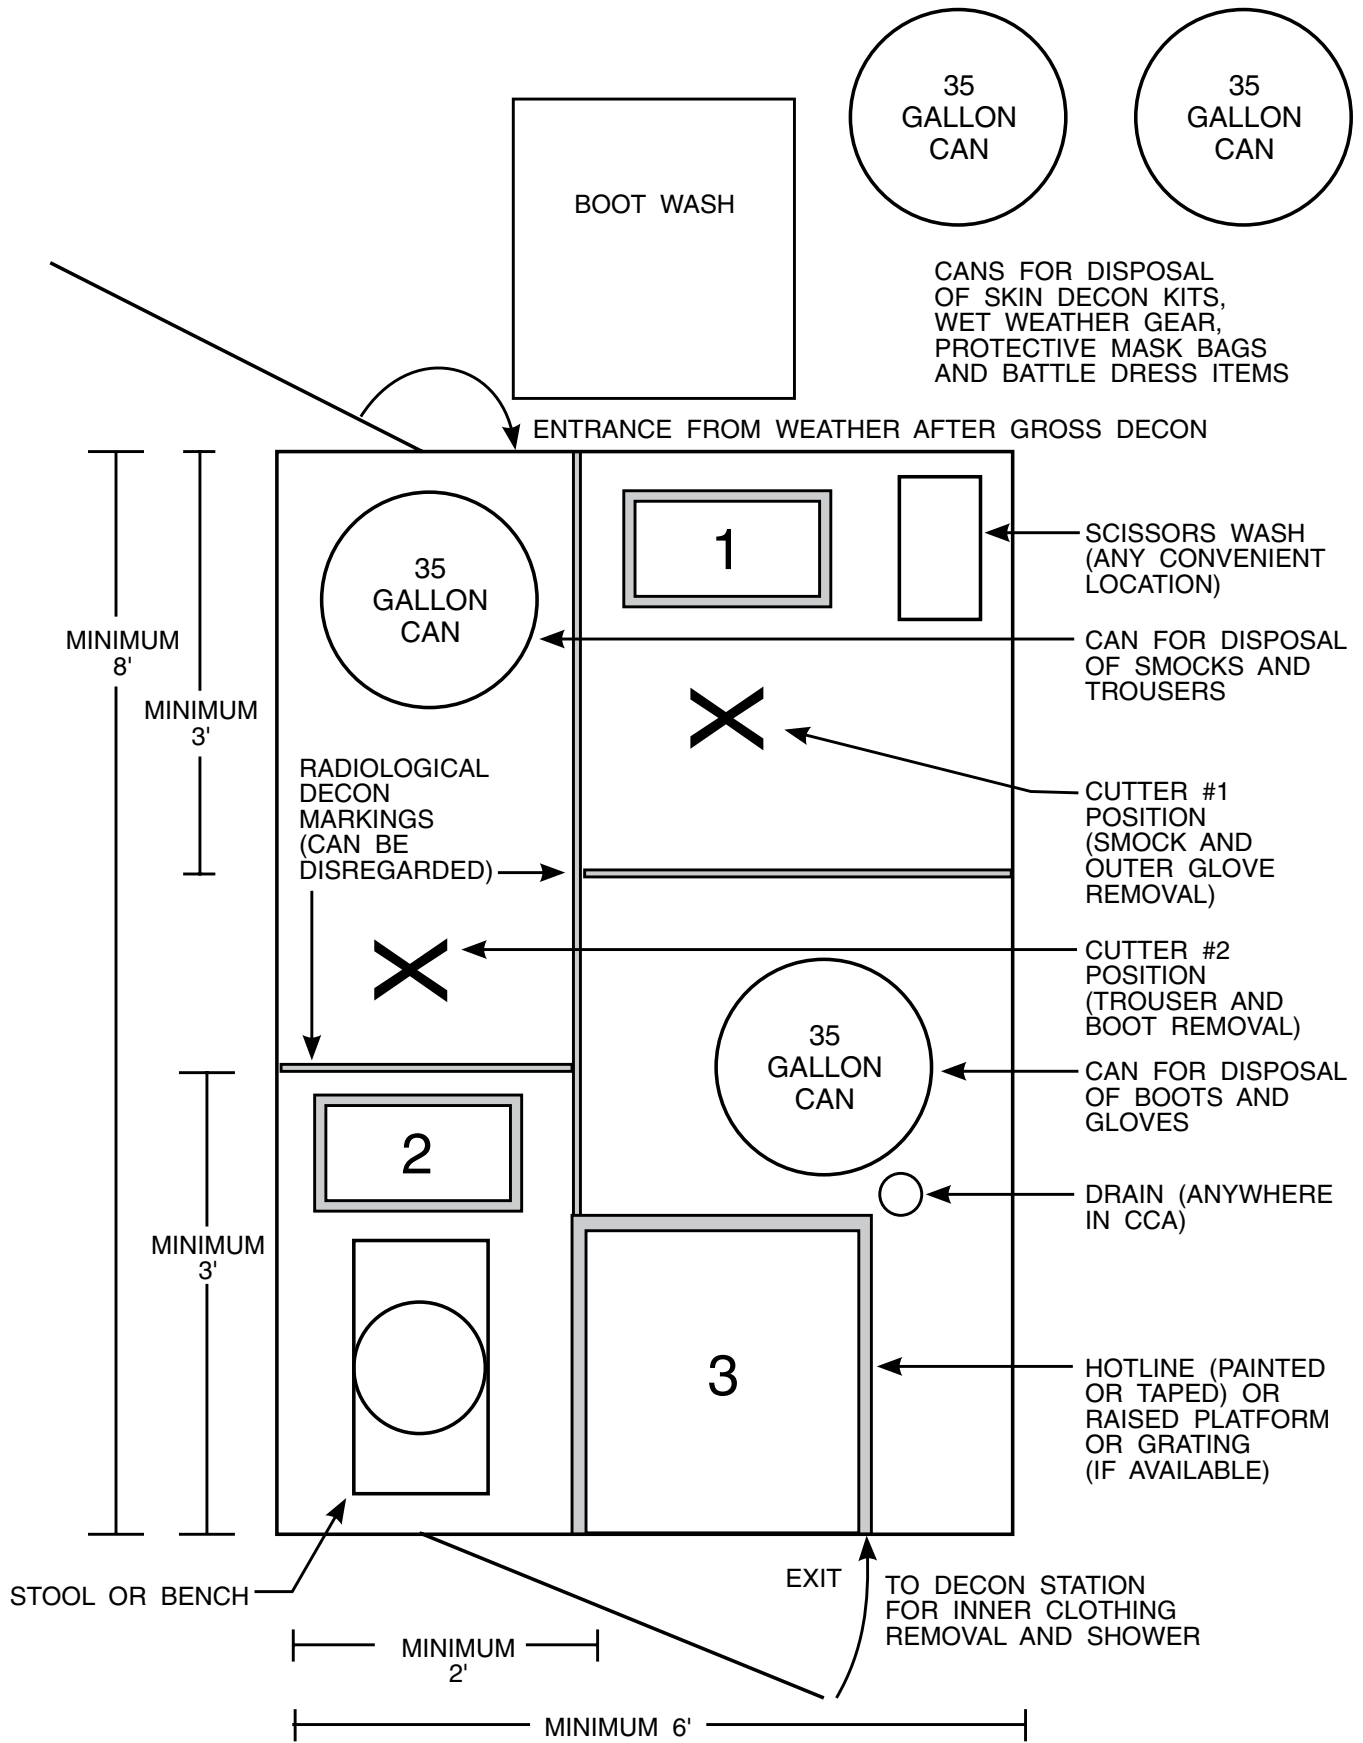 35
GALLON
CAN
35
GALLON
CAN
BOOT WASH
CANS FOR DISPOSAL
OF SKIN DECON KITS,
WET WEATHER GEAR,
PROTECTIVE MASK BAGS
AND BATTLE DRESS ITEMS
ENTRANCE FROM WEATHER AFTER GROSS DECON
35
GALLON
CAN
1
SCISSORS WASH
(ANY CONVENIENT
LOCATION)
CAN FOR DISPOSAL
OF SMOCKS AND
TROUSERS
MINIMUM
8'
MINIMUM
3'
RADIOLOGICAL
DECON
MARKINGS
(CAN BE
DISREGARDED)
CUTTER #1
POSITION
(SMOCK AND
OUTER GLOVE
REMOVAL)
CUTTER #2
POSITION
(TROUSER AND
BOOT REMOVAL)
35
GALLON
CAN
CAN FOR DISPOSAL
OF BOOTS AND
GLOVES
2
DRAIN (ANYWHERE
IN CCA)
MINIMUM
3'
3
HOTLINE (PAINTED
OR TAPED) OR
RAISED PLATFORM
OR GRATING
(IF AVAILABLE)
STOOL OR BENCH
EXIT
TO DECON STATION
FOR INNER CLOTHING
REMOVAL AND SHOWER
MINIMUM
2'
MINIMUM 6'